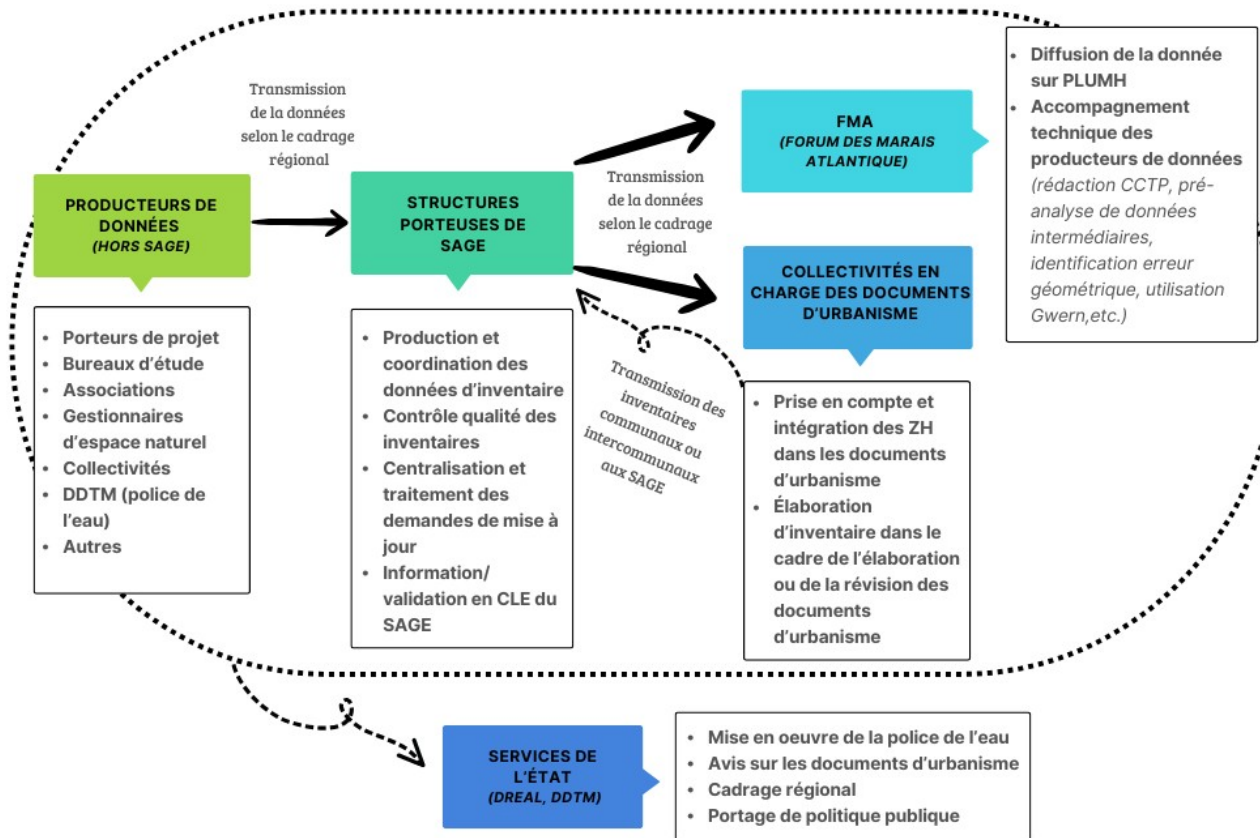 Transmission
de la données
selon le cadrage
régional
PRODUCTEURS DE
DONNÉES
(HORS SAGE)
• Porteurs de projet
• Bureaux d'étude
• Associations
• Gestionnaires
d'espace naturel
• Collectivités
• DDTM (police de
l'eau)
• Autres
STRUCTURES
PORTEUSES DE
SAGE
• Production et
coordination des
données d'inventaire
• Contrôle qualité des
inventaires
• Centralisation et
traitement des
demandes de mise à
jour
• Information/
validation en CLE du
SAGE
Transmission
de la données
selon le cadrage
régional
FMA
(FORUM DES MARAIS
ATLANTIQUE)
• Diffusion de la donnée
sur PLUMH
• Accompagnement
technique des
producteurs de données
(rédaction CCTP, pré-
analyse de données
intermédiaires,
identification erreur
géométrique, utilisation
Gwern,etc.)
COLLECTIVITÉS EN
CHARGE DES DOCUMENTS
D'URBANISME
Transmission des
inventaires
communaux ou
intercommunaux
aux SAGE
• Prise en compte et
intégration des ZH
dans les documents
d'urbanisme
• Élaboration
d'inventaire dans le
cadre de l'élaboration
ou de la révision des
documents
d'urbanisme
SERVICES DE
L'ÉTAT
(DREAL, DDTM)
• Mise en oeuvre de la police de l'eau
• Avis sur les documents d'urbanisme
• Cadrage régional
• Portage de politique publique